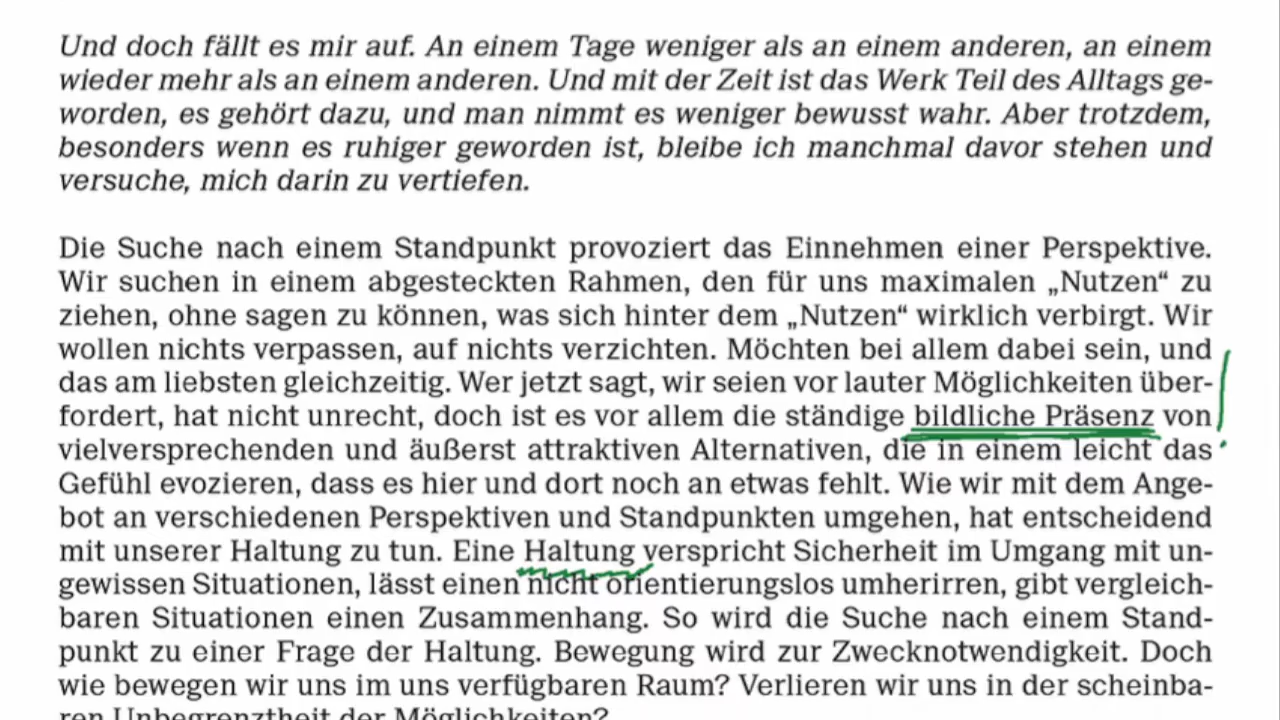 Und doch fällt es mir auf. An einem Tage weniger als an einem anderen, an einem
wieder mehr als an einem anderen. Und mit der Zeit ist das Werk Teil des Alltags ge-
worden, es gehört dazu, und man nimmt es weniger bewusst wahr. Aber trotzdem,
besonders wenn es ruhiger geworden ist, bleibe ich manchmal davor stehen und
versuche, mich darin zu vertiefen.
Die Suche nach einem Standpunkt provoziert das Einnehmen einer Perspektive.
Wir suchen in einem abgesteckten Rahmen, den für uns maximalen „Nutzen“ zu
ziehen, ohne sagen zu können, was sich hinter dem „Nutzen“ wirklich verbirgt. Wir
wollen nichts verpassen, auf nichts verzichten. Möchten bei allem dabei sein, und
das am liebsten gleichzeitig. Wer jetzt sagt, wir seien vor lauter Möglichkeiten über-
fordert, hat nicht unrecht, doch ist es vor allem die ständige bildliche Präsenz von
vielversprechenden und äußerst attraktiven Alternativen, die in einem leicht das
Gefühl evozieren, dass es hier und dort noch an etwas fehlt. Wie wir mit dem Ange-
bot an verschiedenen Perspektiven und Standpunkten umgehen, hat entscheidend
mit unserer Haltung zu tun. Eine Haltung verspricht Sicherheit im Umgang mit un-
gewissen Situationen, lässt einen nicht orientierungslos umherirren, gibt vergleich-
baren Situationen einen Zusammenhang. So wird die Suche nach einem Stand-
punkt zu einer Frage der Haltung. Bewegung wird zur Zwecknotwendigkeit. Doch
wie bewegen wir uns im uns verfügbaren Raum? Verlieren wir uns in der scheinba-
ren Unbegrenztheit der Möglichkeiten?